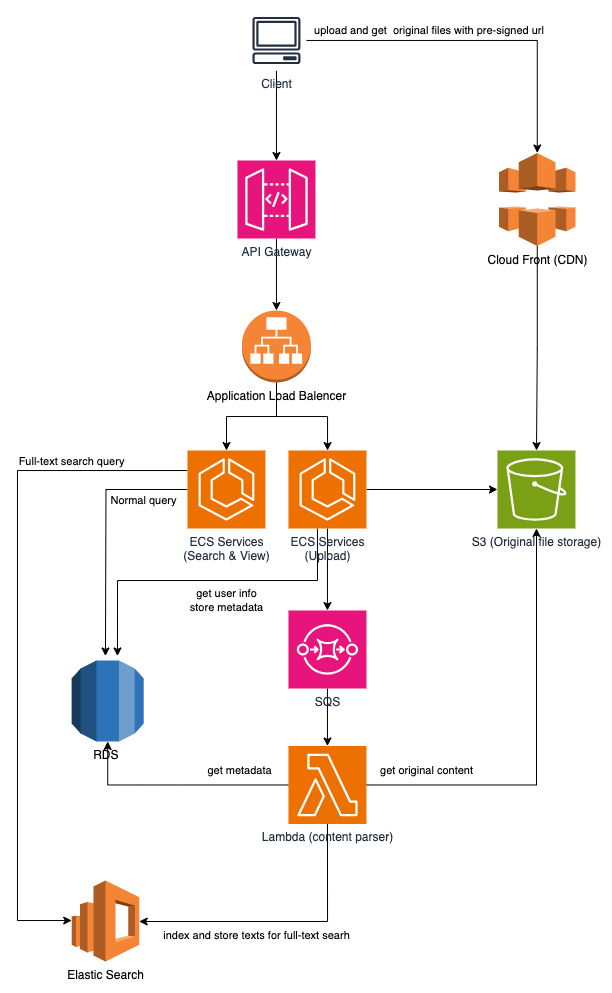 upload and get  original files with pre-signed url
Client
API Gateway
Cloud Front (CDN)
Application Load Balencer
Full-text search query
Normal query
ECS Services
(Search & View)
ECS Services
(Upload)
S3 (Original file storage)
get user info
store metadata
SQS
RDS
get metadata
get original content
Lambda (content parser)
index and store texts for full-text searh
Elastic Search